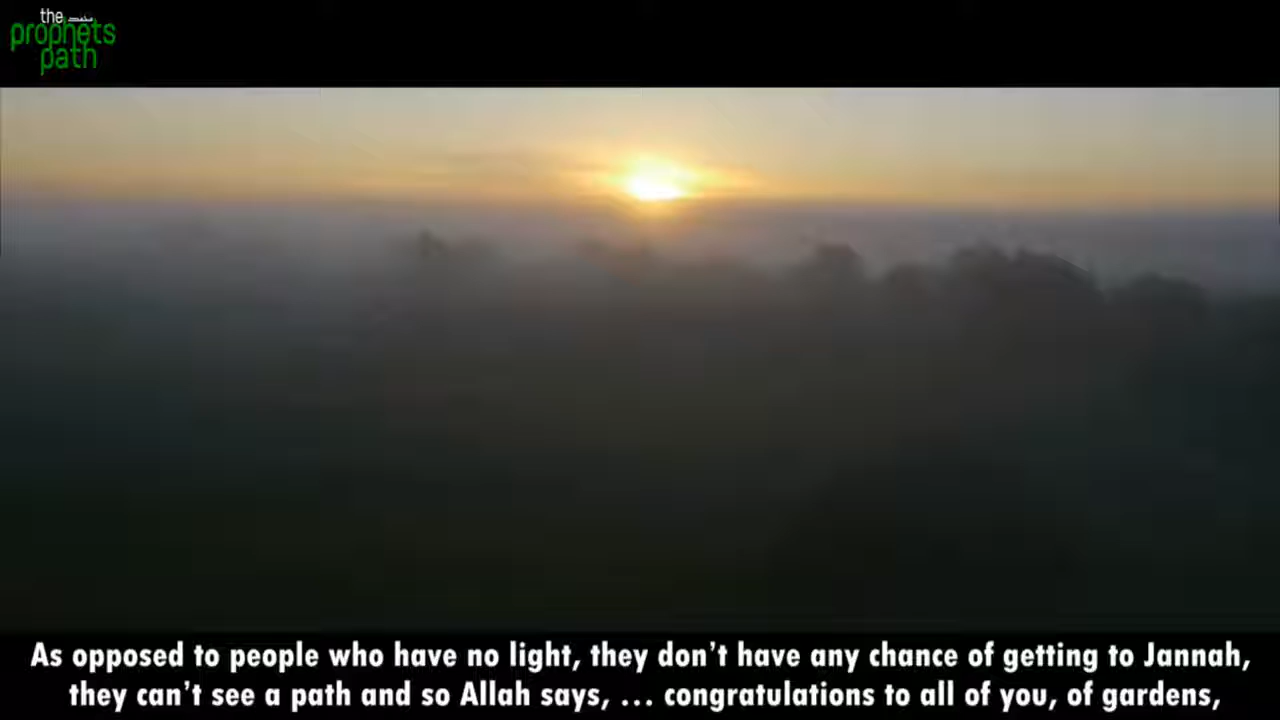 the
prophets
path
As opposed to people who have no light, they don't have any chance of getting to Jannah,
they can't see a path and so Allah says, ... congratulations to all of you, of gardens,